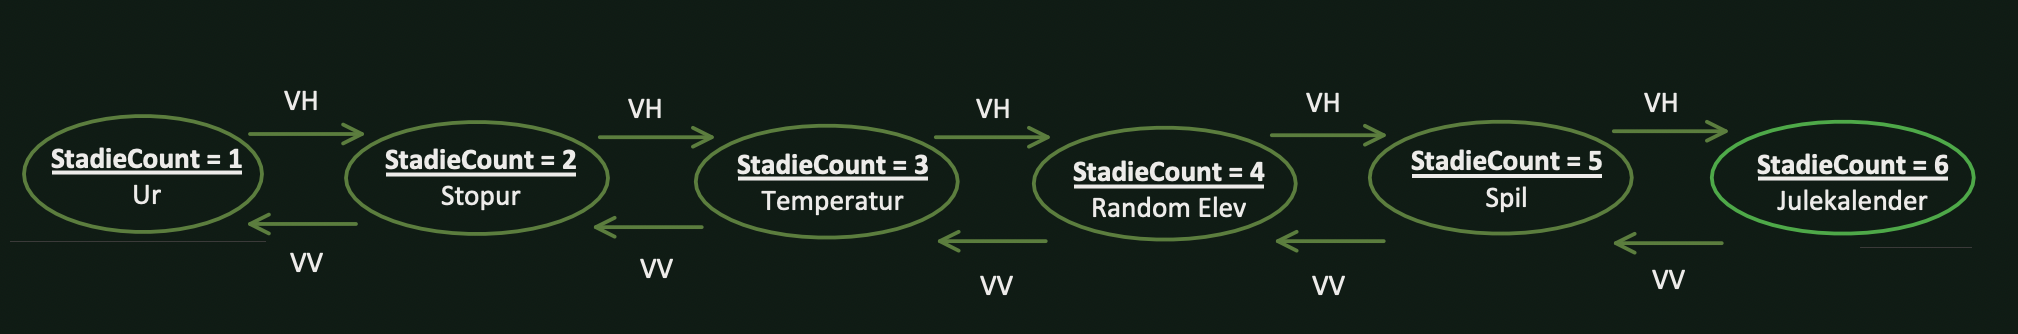 VH
VH
VH
VH
VH
StadieCount = 1
Ur
StadieCount = 2
Stopur
StadieCount = 3
Temperatur
StadieCount = 4
Random Elev
StadieCount = 5
Spil
StadieCount = 6
Julekalender
VV
VV
VV
VV
VV